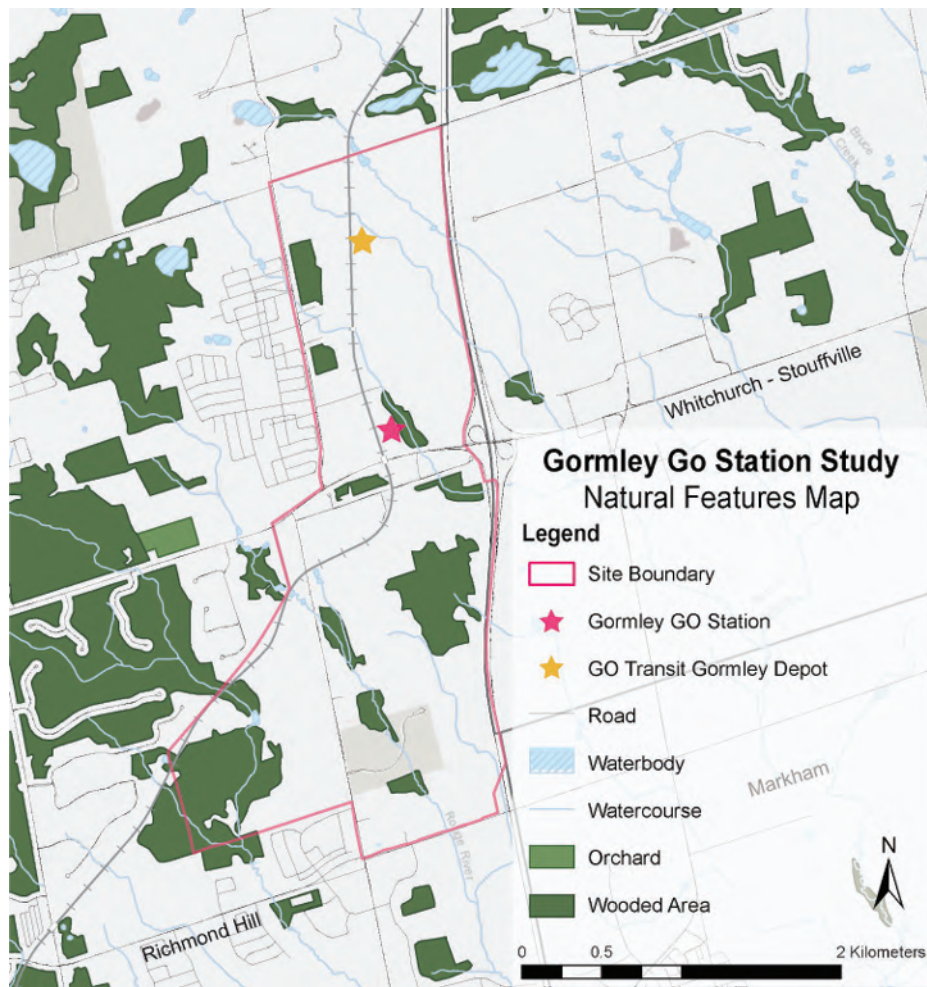 Bruce
Creek
Whitchurch - Stouffville
Gormley Go Station Study
Natural Features Map
Legend
Site Boundary
Gormley GO Station
GO Transit Gormley Depot
Road
Waterbody
Watercourse
Orchard
Wooded Area
Markham
Rouge River
Richmond Hill
N
0 0.5 2 Kilometers